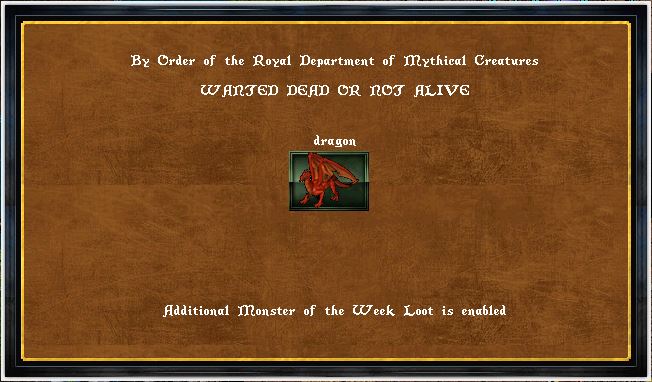 By Order of the Royal Department of Mythical Creatures
WANTED DEAD OR NOT ALIVE
dragon
Additional Monster of the Week Loot is enabled